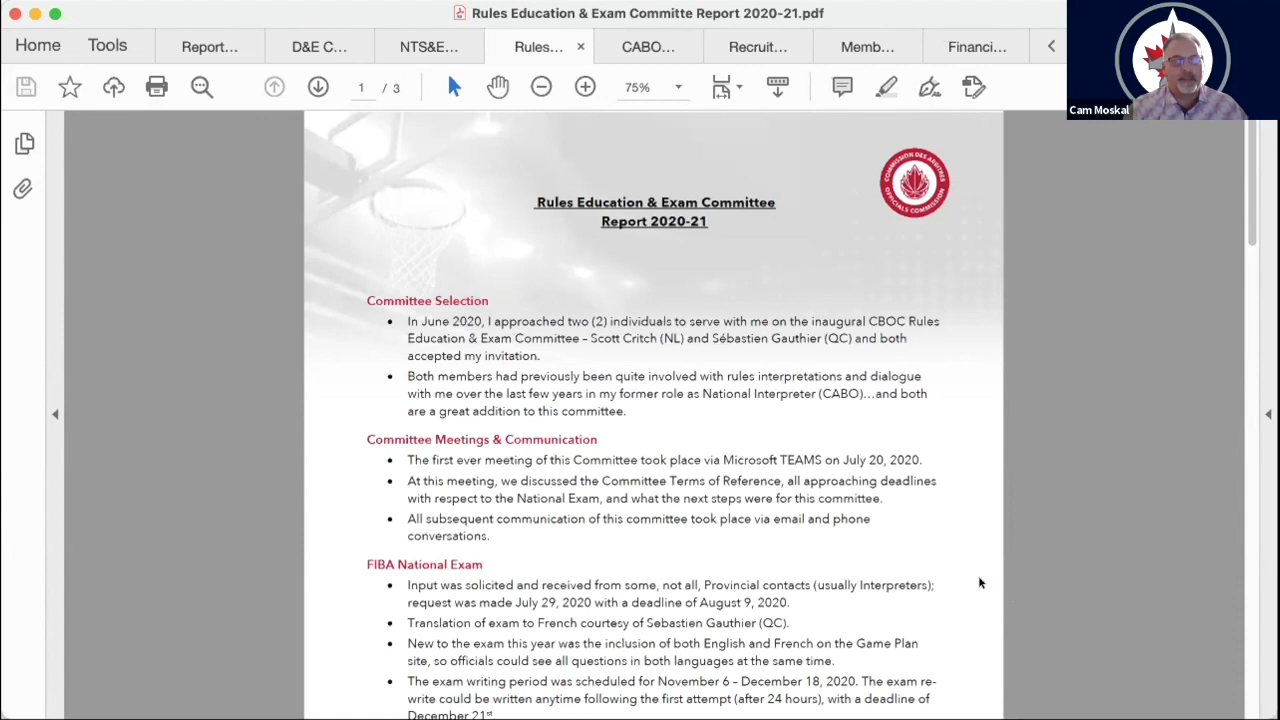 Rules Education & Exam Committe Report 2020-21.pdf
Home
Tools
Report...
D&E C...
NTS&E...
Rules...
CABO...
Recruit...
Memb...
Financi...
1 / 3
75%
Cam Moskal
COMMISSION DES ARBITRES
OFFICIALS COMMISSION
Rules Education & Exam Committee
Report 2020-21
Committee Selection
• In June 2020, I approached two (2) individuals to serve with me on the inaugural CBOC Rules
Education & Exam Committee – Scott Critch (NL) and Sébastien Gauthier (QC) and both
accepted my invitation.
• Both members had previously been quite involved with rules interpretations and dialogue
with me over the last few years in my former role as National Interpreter (CABO)...and both
are a great addition to this committee.
Committee Meetings & Communication
• The first ever meeting of this Committee took place via Microsoft TEAMS on July 20, 2020.
• At this meeting, we discussed the Committee Terms of Reference, all approaching deadlines
with respect to the National Exam, and what the next steps were for this committee.
• All subsequent communication of this committee took place via email and phone
conversations.
FIBA National Exam
• Input was solicited and received from some, not all, Provincial contacts (usually Interpreters);
request was made July 29, 2020 with a deadline of August 9, 2020.
• Translation of exam to French courtesy of Sebastien Gauthier (QC).
• New to the exam this year was the inclusion of both English and French on the Game Plan
site, so officials could see all questions in both languages at the same time.
• The exam writing period was scheduled for November 6 – December 18, 2020. The exam re-
write could be written anytime following the first attempt (after 24 hours), with a deadline of
December 21st.